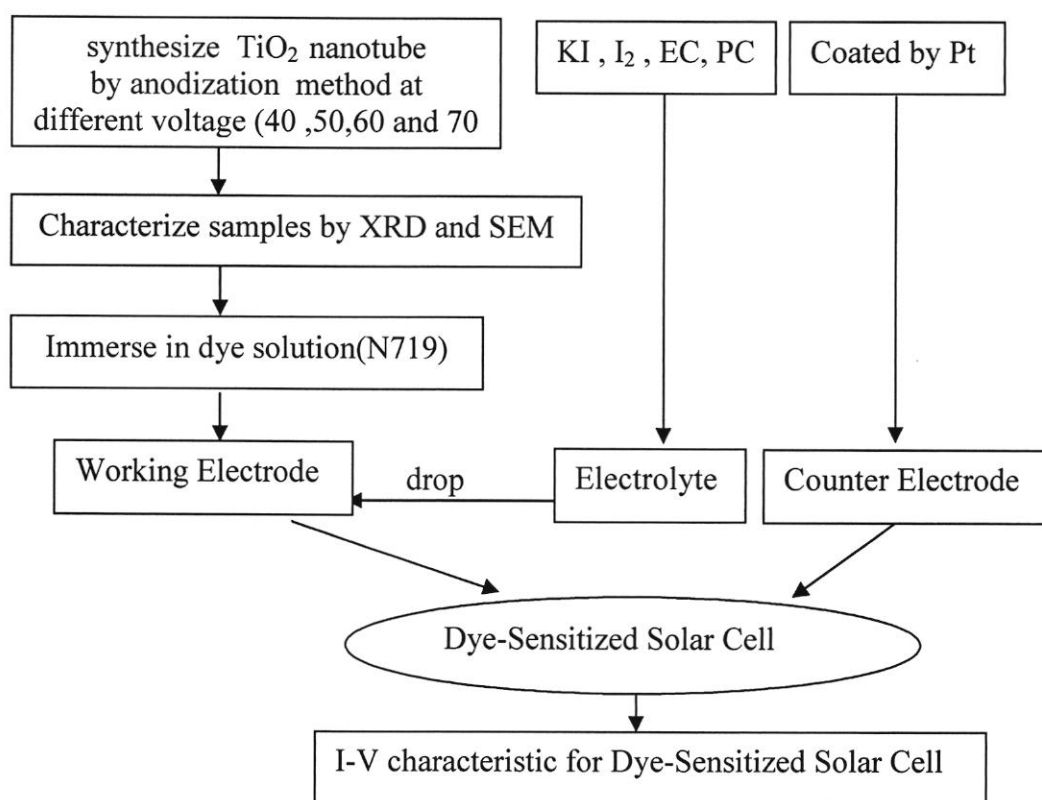 synthesize TiO₂ nanotube
by anodization method at
different voltage (40 ,50,60 and 70
KI , I₂ , EC, PC
Coated by Pt
Characterize samples by XRD and SEM
Immerse in dye solution(N719)
Working Electrode
drop
Electrolyte
Counter Electrode
Dye-Sensitized Solar Cell
I-V characteristic for Dye-Sensitized Solar Cell